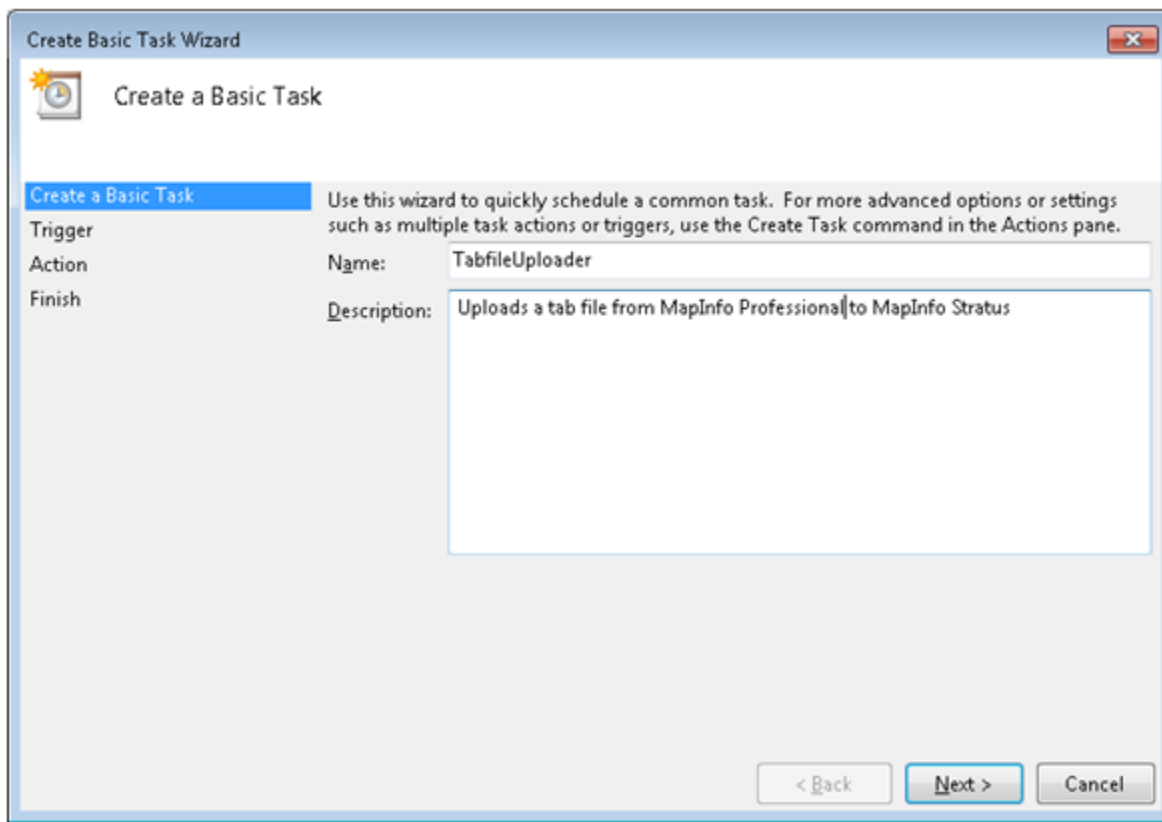 Create Basic Task Wizard
Create a Basic Task
Create a Basic Task
Use this wizard to quickly schedule a common task.  For more advanced options or settings
such as multiple task actions or triggers, use the Create Task command in the Actions pane.
Trigger
Name: TabfileUploader
Action
Finish
Description: Uploads a tab file from MapInfo Professional to MapInfo Stratus
< Back Next > Cancel